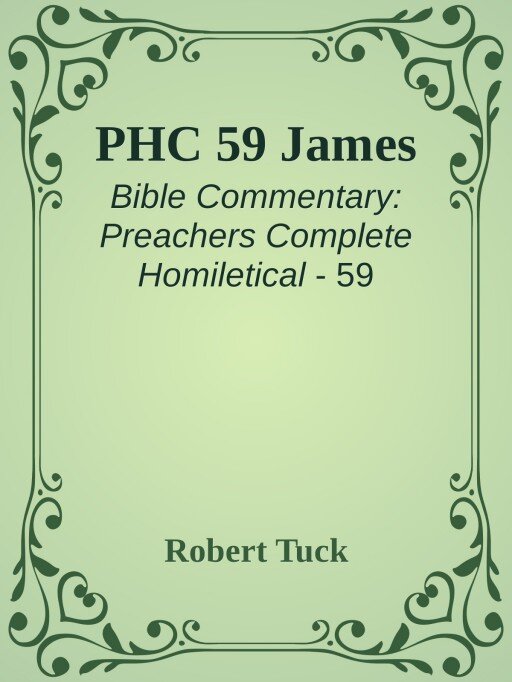 PHC 59 James
Bible Commentary:
Preachers Complete
Homiletical - 59
Robert Tuck